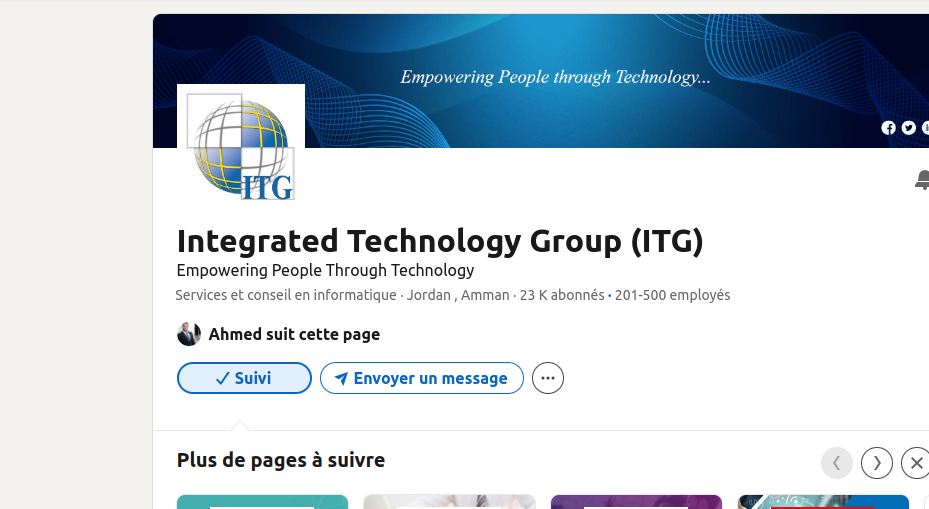 Empowering People through Technology...
ITG
Integrated Technology Group (ITG)
Empowering People Through Technology
Services et conseil en informatique · Jordan , Amman · 23 K abonnés • 201-500 employés
Ahmed suit cette page
Suivi
Envoyer un message
Plus de pages à suivre